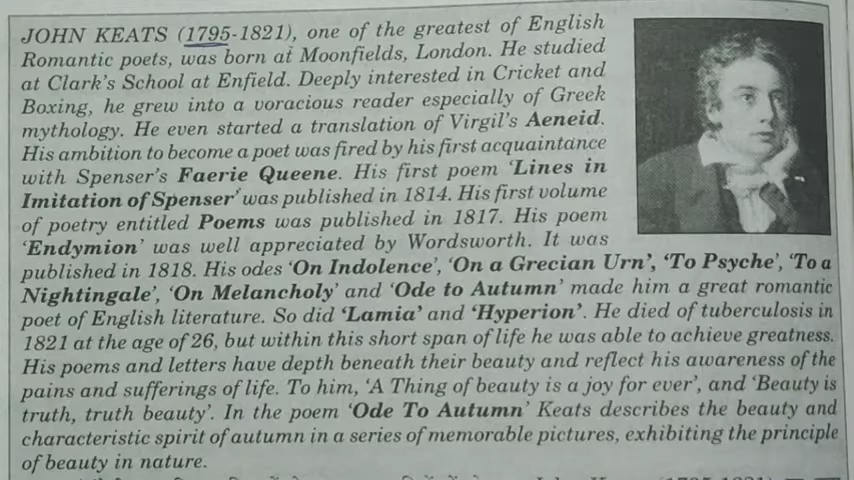 JOHN KEATS (1795-1821), one of the greatest of English
Romantic poets, was born at Moonfields, London. He studied
at Clark's School at Enfield. Deeply interested in Cricket and
Boxing, he grew into a voracious reader especially of Greek
mythology. He even started a translation of Virgil's Aeneid.
His ambition to become a poet was fired by his first acquaintance
with Spenser's Faerie Queene. His first poem 'Lines in
Imitation of Spenser' was published in 1814. His first volume
of poetry entitled Poems was published in 1817. His poem
'Endymion' was well appreciated by Wordsworth. It was
published in 1818. His odes 'On Indolence', 'On a Grecian Urn', 'To Psyche', 'To a
Nightingale', 'On Melancholy' and 'Ode to Autumn' made him a great romantic
poet of English literature. So did 'Lamia' and 'Hyperion'. He died of tuberculosis in
1821 at the age of 26, but within this short span of life he was able to achieve greatness.
His poems and letters have depth beneath their beauty and reflect his awareness of the
pains and sufferings of life. To him, 'A Thing of beauty is a joy for ever', and 'Beauty is
truth, truth beauty'. In the poem 'Ode To Autumn' Keats describes the beauty and
characteristic spirit of autumn in a series of memorable pictures, exhibiting the principle
of beauty in nature.